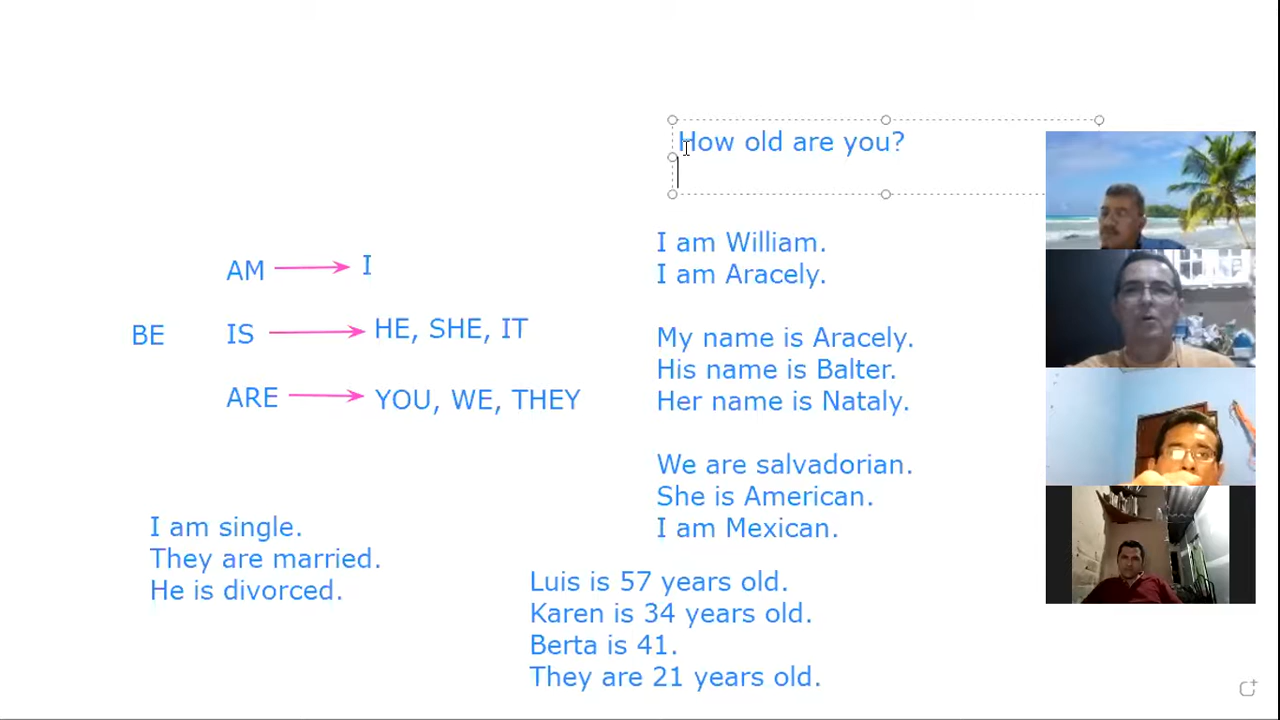 How old are you?
I am William.
I am Aracely.
AM
I
BE
IS
HE, SHE, IT
ARE
YOU, WE, THEY
My name is Aracely.
His name is Balter.
Her name is Nataly.
We are salvadorian.
She is American.
I am Mexican.
I am single.
They are married.
He is divorced.
Luis is 57 years old.
Karen is 34 years old.
Berta is 41.
They are 21 years old.